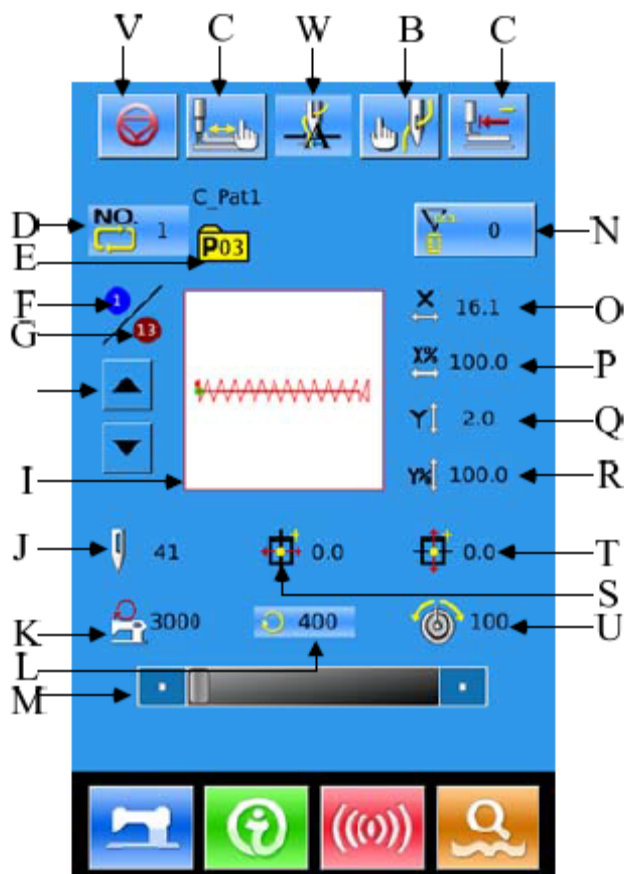 V C W B C
C_Pat1
D NO. 1 0 N
E P03
F 1
G 13
X 16.1 O
X% 100.0 P
Y 2.0 Q
I Y% 100.0 R
J 41 0.0 0.0 T
S
K 3000 400 100 U
L
M